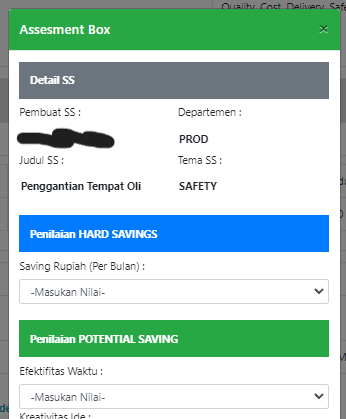 Quality, Cost, Delivery, Safe
Assesment Box
×
Detail SS
Pembuat SS :
Departemen :
PROD
Judul SS :
Tema SS :
Penggantian Tempat Oli
SAFETY
Penilaian HARD SAVINGS
Saving Rupiah (Per Bulan) :
-Masukan Nilai-
Penilaian POTENTIAL SAVING
Efektifitas Waktu :
-Masukan Nilai-
Kreativitas Ide :